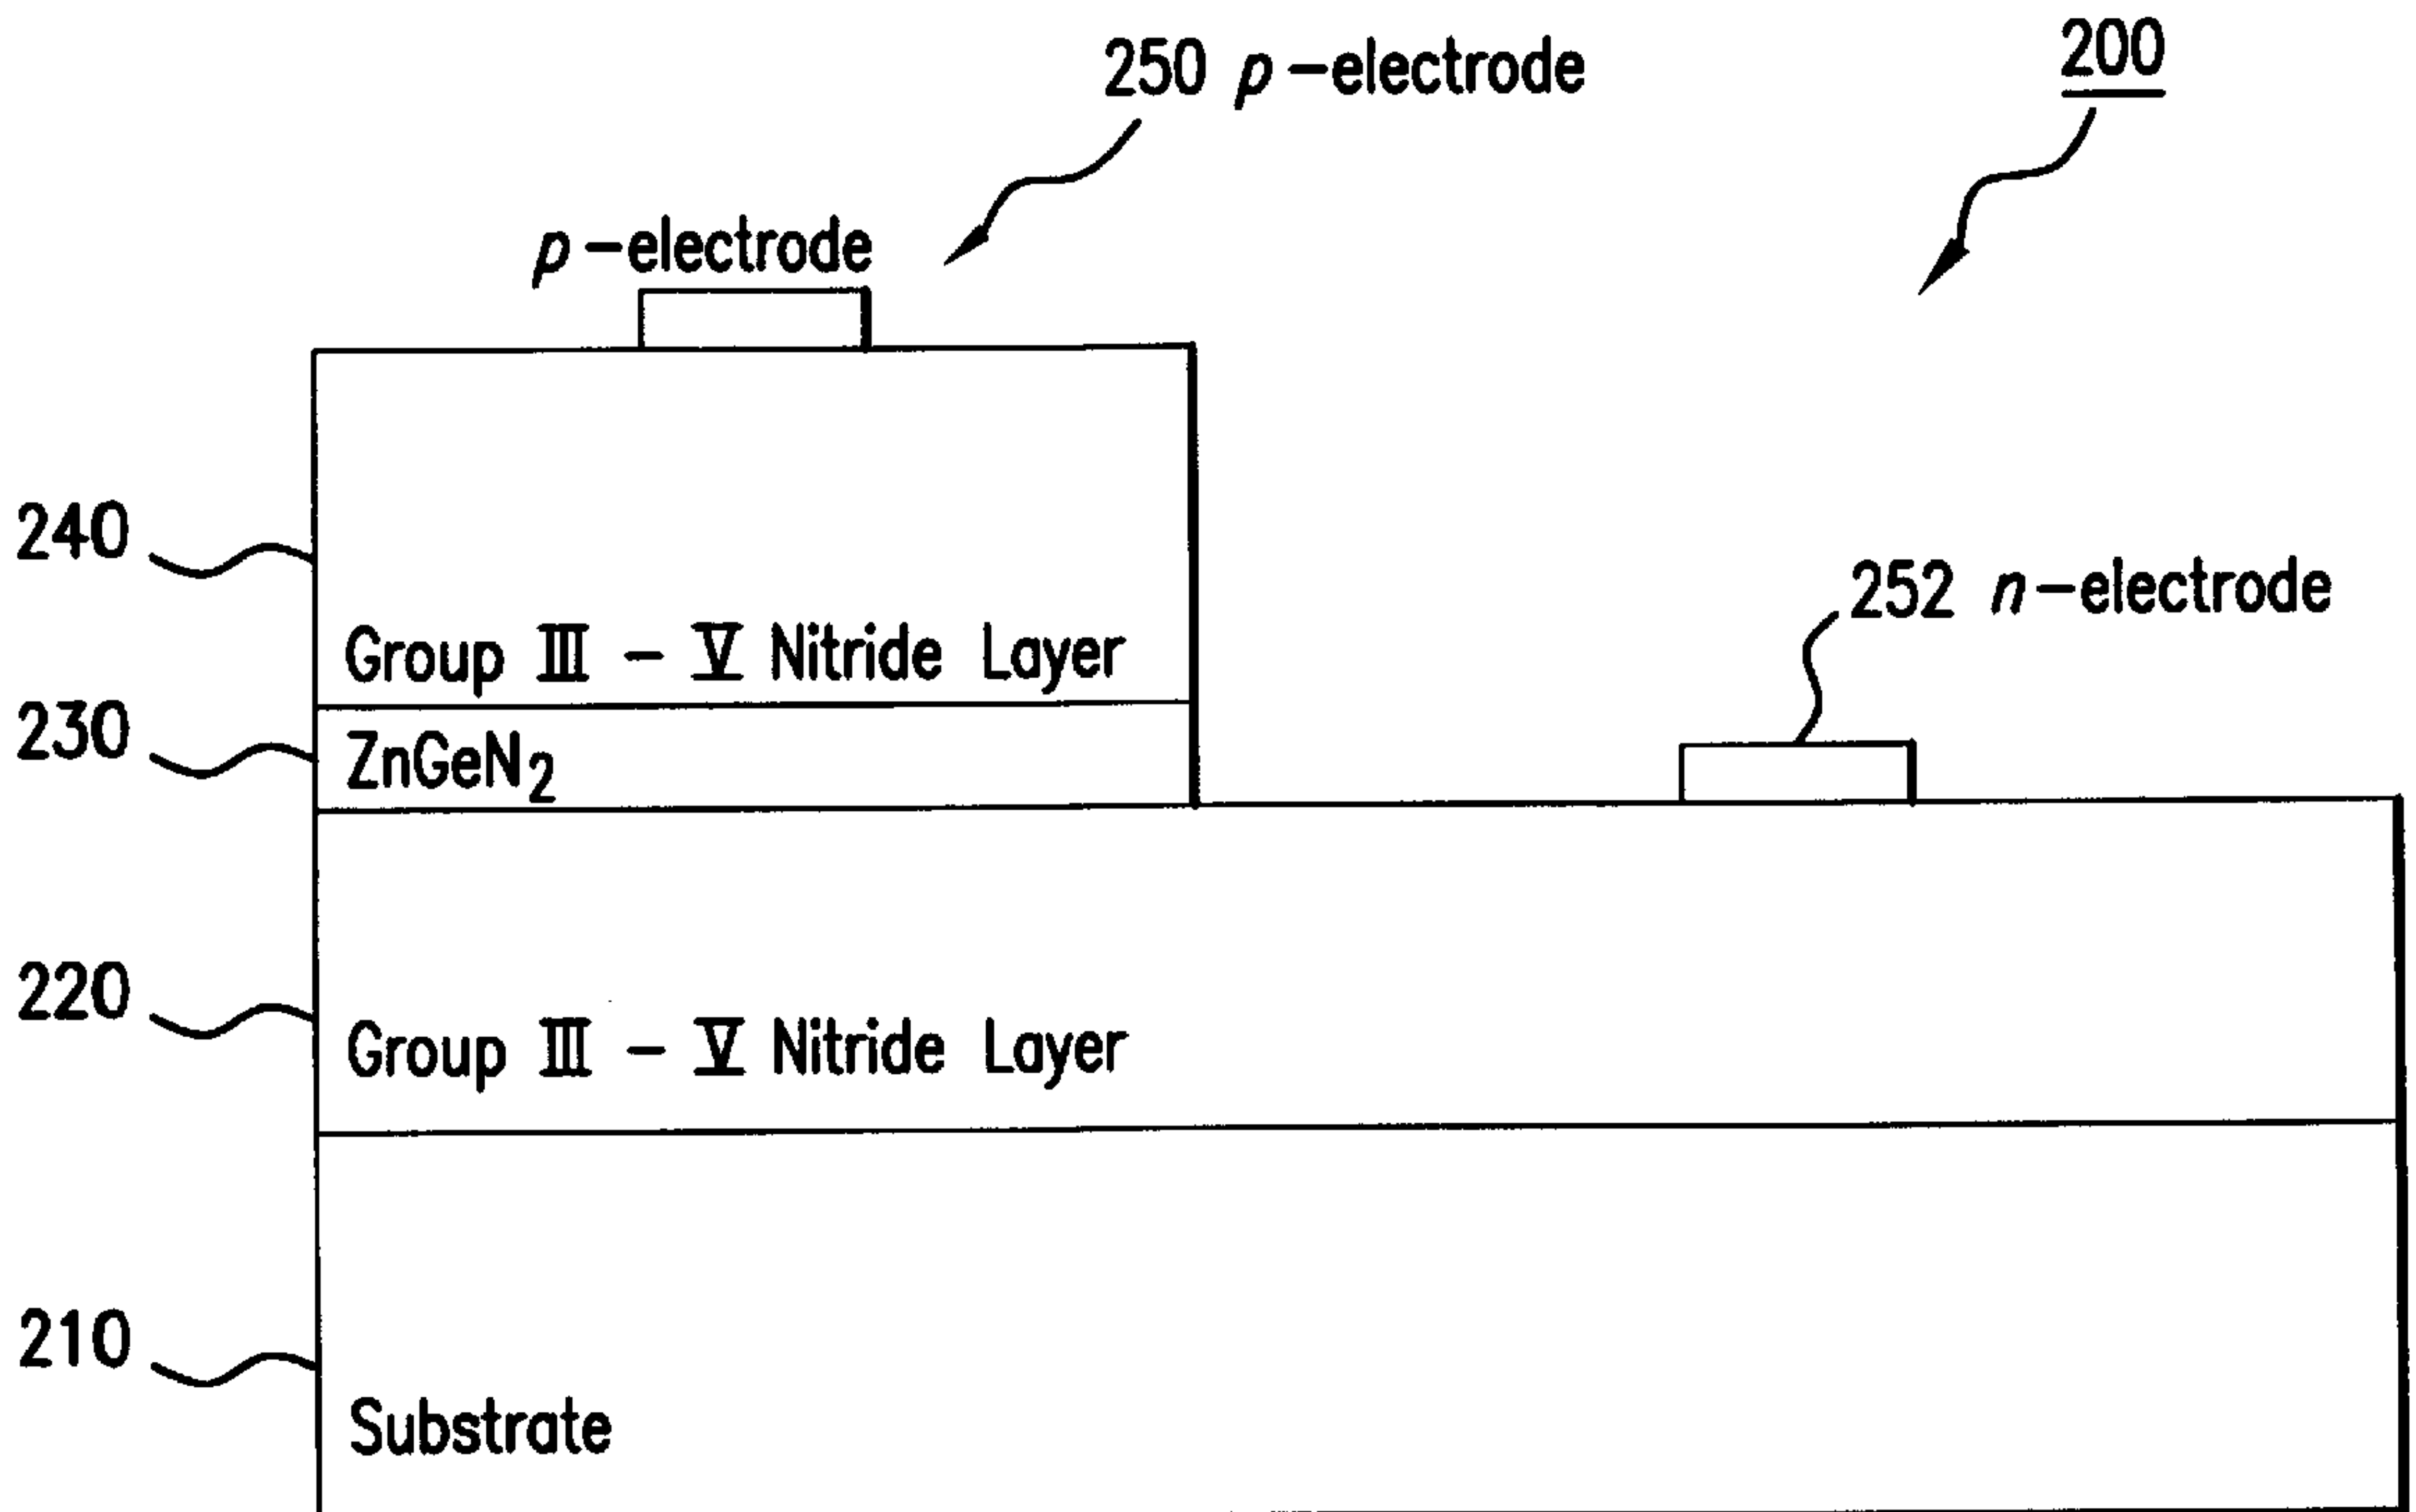 200
250 p-electrode
p-electrode
240
252 n-electrode
Group III - V Nitride Layer
230
ZnGeN2
220
Group III - V Nitride Layer
210
Substrate